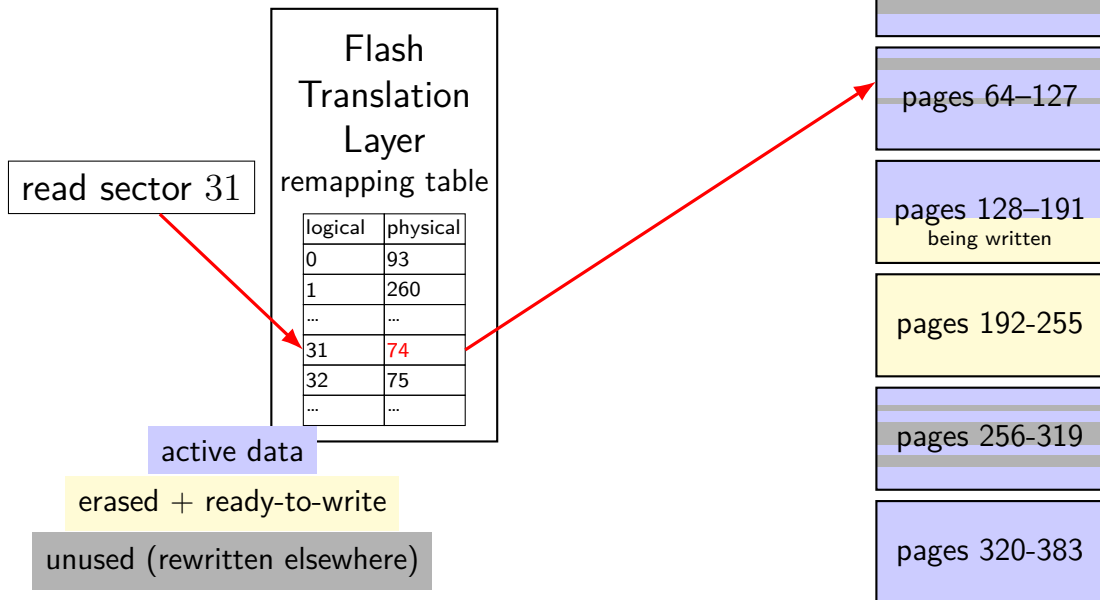 Flash
Translation
Layer
remapping table
read sector 31
logical physical
0 93
1 260
... ...
31 74
32 75
... ...
active data
erased + ready-to-write
unused (rewritten elsewhere)
pages 64–127
pages 128–191
being written
pages 192-255
pages 256-319
pages 320-383